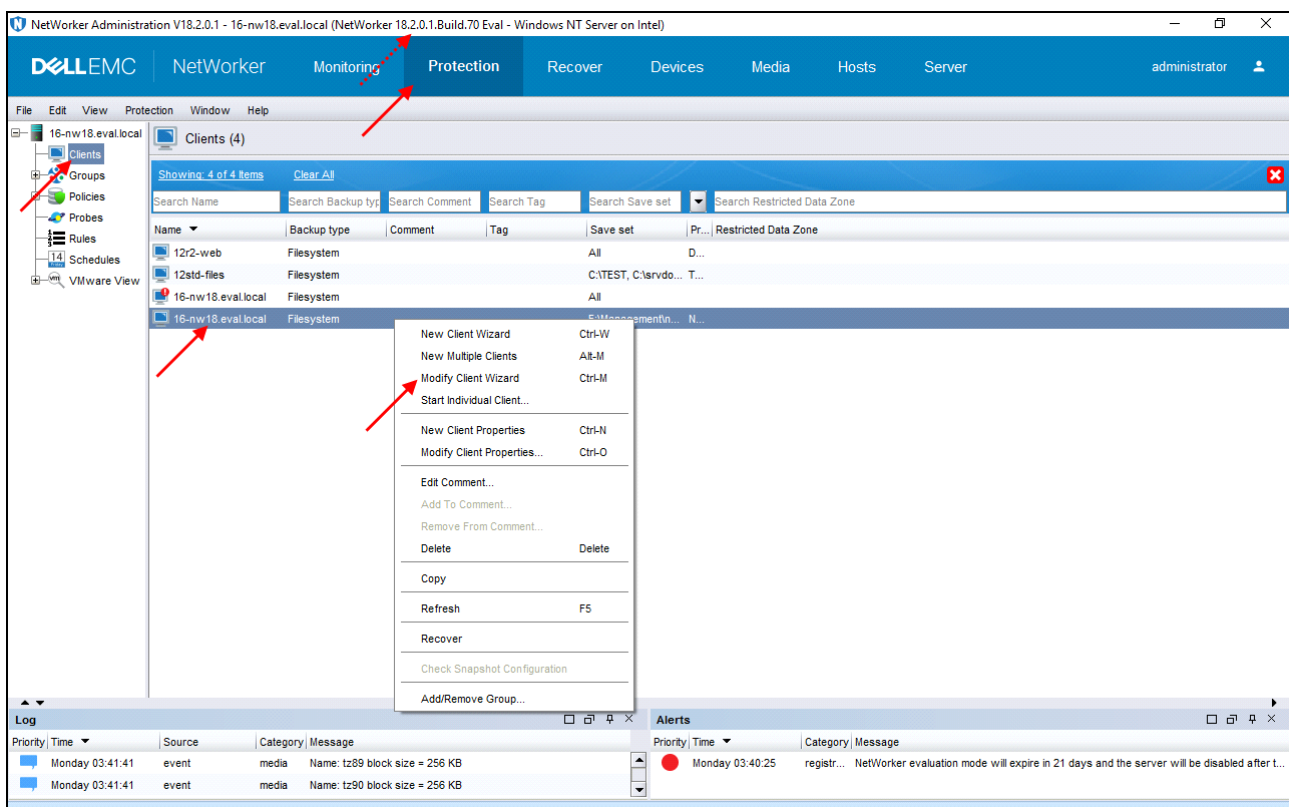 NetWorker Administration V18.2.0.1 - 16-nw18.eval.local (NetWorker 18.2.0.1.Build.70 Eval - Windows NT Server on Intel)
DELLEMC NetWorker Monitoring Protection Recover Devices Media Hosts Server administrator
File Edit View Protection Window Help
16-nw18.eval.local
Clients
Groups
Policies
Probes
Rules
14 Schedules
vm VMware View
Clients (4)
Showing: 4 of 4 items Clear All
Search Name Search Backup typ Search Comment Search Tag Search Save set Search Restricted Data Zone
Name Backup type Comment Tag Save set Pr... Restricted Data Zone
12r2-web Filesystem All D...
12std-files Filesystem C:\TEST, C:\srvdo... T...
16-nw18.eval.local Filesystem All
16-nw18.eval.local Filesystem E:\Management\n... N...
New Client Wizard Ctrl-W
New Multiple Clients Alt-M
Modify Client Wizard Ctrl-M
Start Individual Client...
New Client Properties Ctrl-N
Modify Client Properties... Ctrl-O
Edit Comment...
Add To Comment...
Remove From Comment...
Delete Delete
Copy
Refresh F5
Recover
Check Snapshot Configuration
Add/Remove Group...
Log
Priority Time Source Category Message
Monday 03:41:41 event media Name: tz89 block size = 256 KB
Monday 03:41:41 event media Name: tz90 block size = 256 KB
Alerts
Priority Time Category Message
Monday 03:40:25 registr... NetWorker evaluation mode will expire in 21 days and the server will be disabled after t...